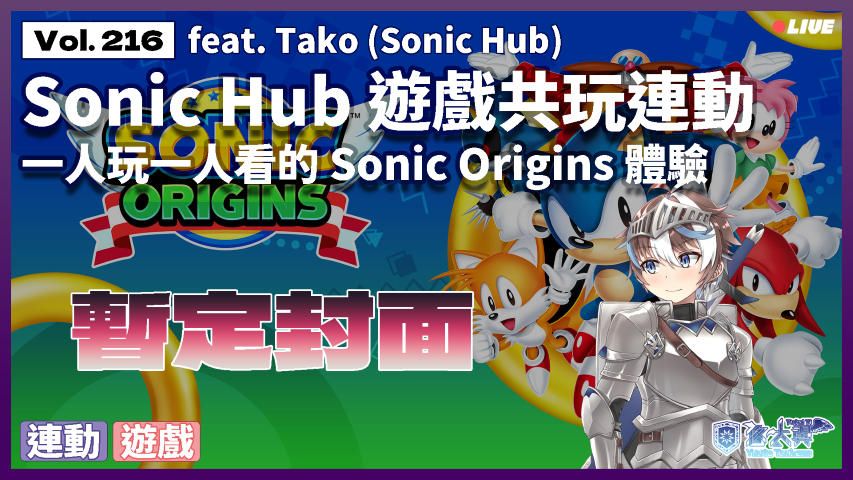 Vol. 216 feat. Tako (Sonic Hub)
LIVE
Sonic Hub 遊戲共玩連動
一人玩一人看的 Sonic Origins 體驗
SONIC
TM
ORIGINS
暫定封面
連動 遊戲